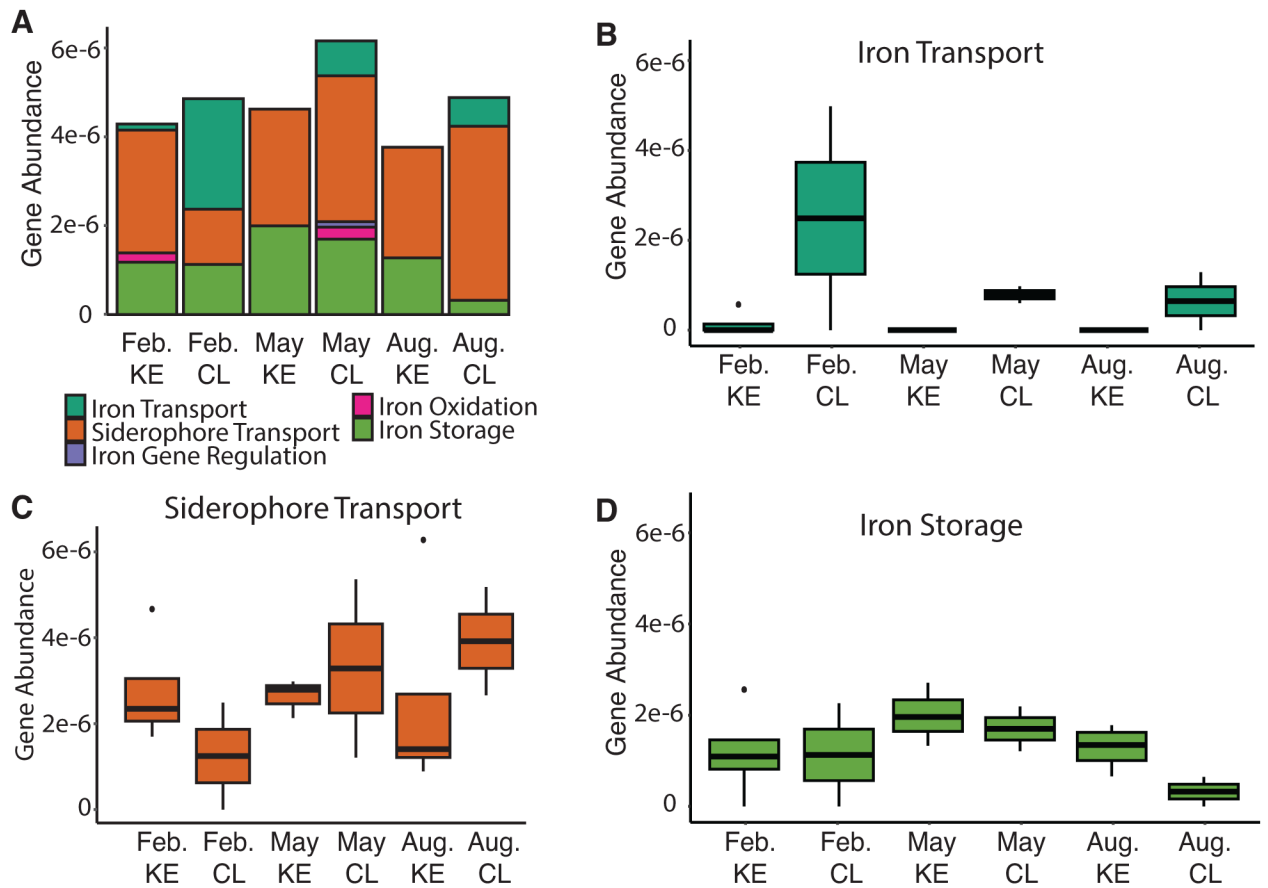 A
Gene Abundance
6e-6
4e-6
2e-6
0
Feb. Feb. May May Aug. Aug.
KE CL KE CL KE CL
Iron Transport
Siderophore Transport
Iron Gene Regulation
Iron Oxidation
Iron Storage
B
Iron Transport
Gene Abundance
6e-6
4e-6
2e-6
0
Feb. Feb. May May Aug. Aug.
KE CL KE CL KE CL
C
Siderophore Transport
Gene Abundance
6e-6
4e-6
2e-6
0
Feb. Feb. May May Aug. Aug.
KE CL KE CL KE CL
D
Iron Storage
Gene Abundance
6e-6
4e-6
2e-6
0
Feb. Feb. May May Aug. Aug.
KE CL KE CL KE CL